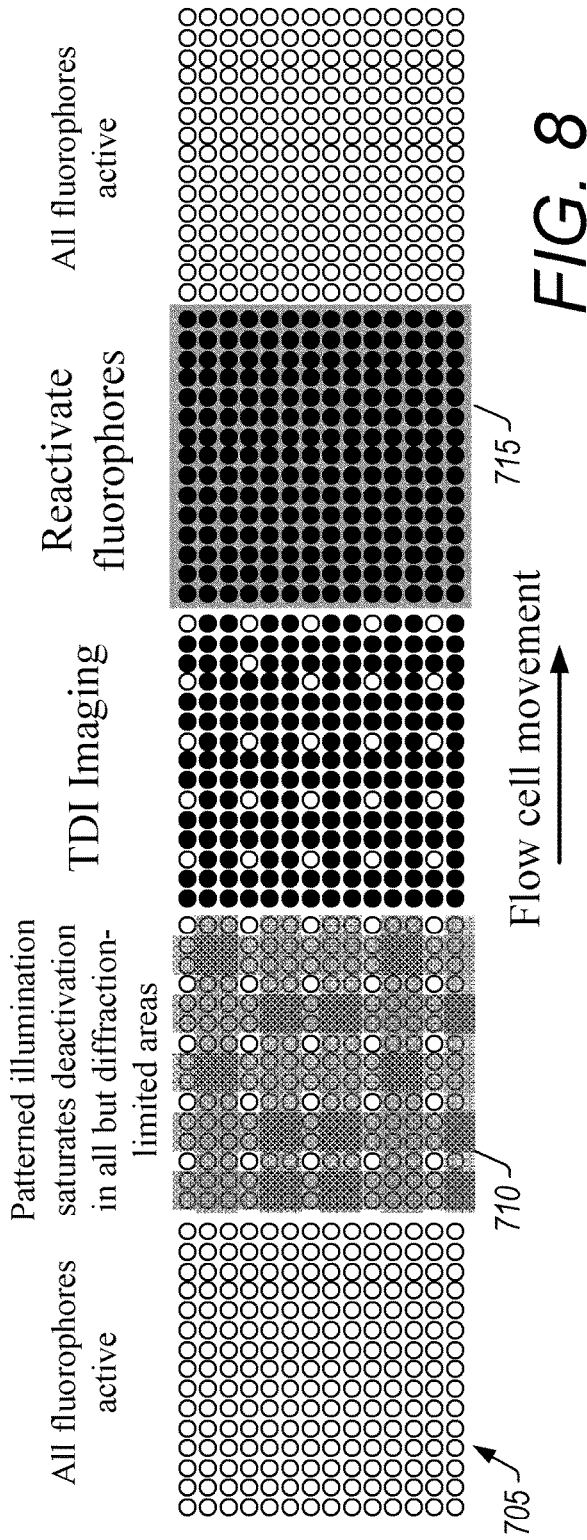 All fluorophores
active
Patterned illumination
saturates deactivation
in all but diffraction-
limited areas
TDI Imaging
Reactivate
fluorophores
All fluorophores
active
705
710
715
Flow cell movement
FIG. 8